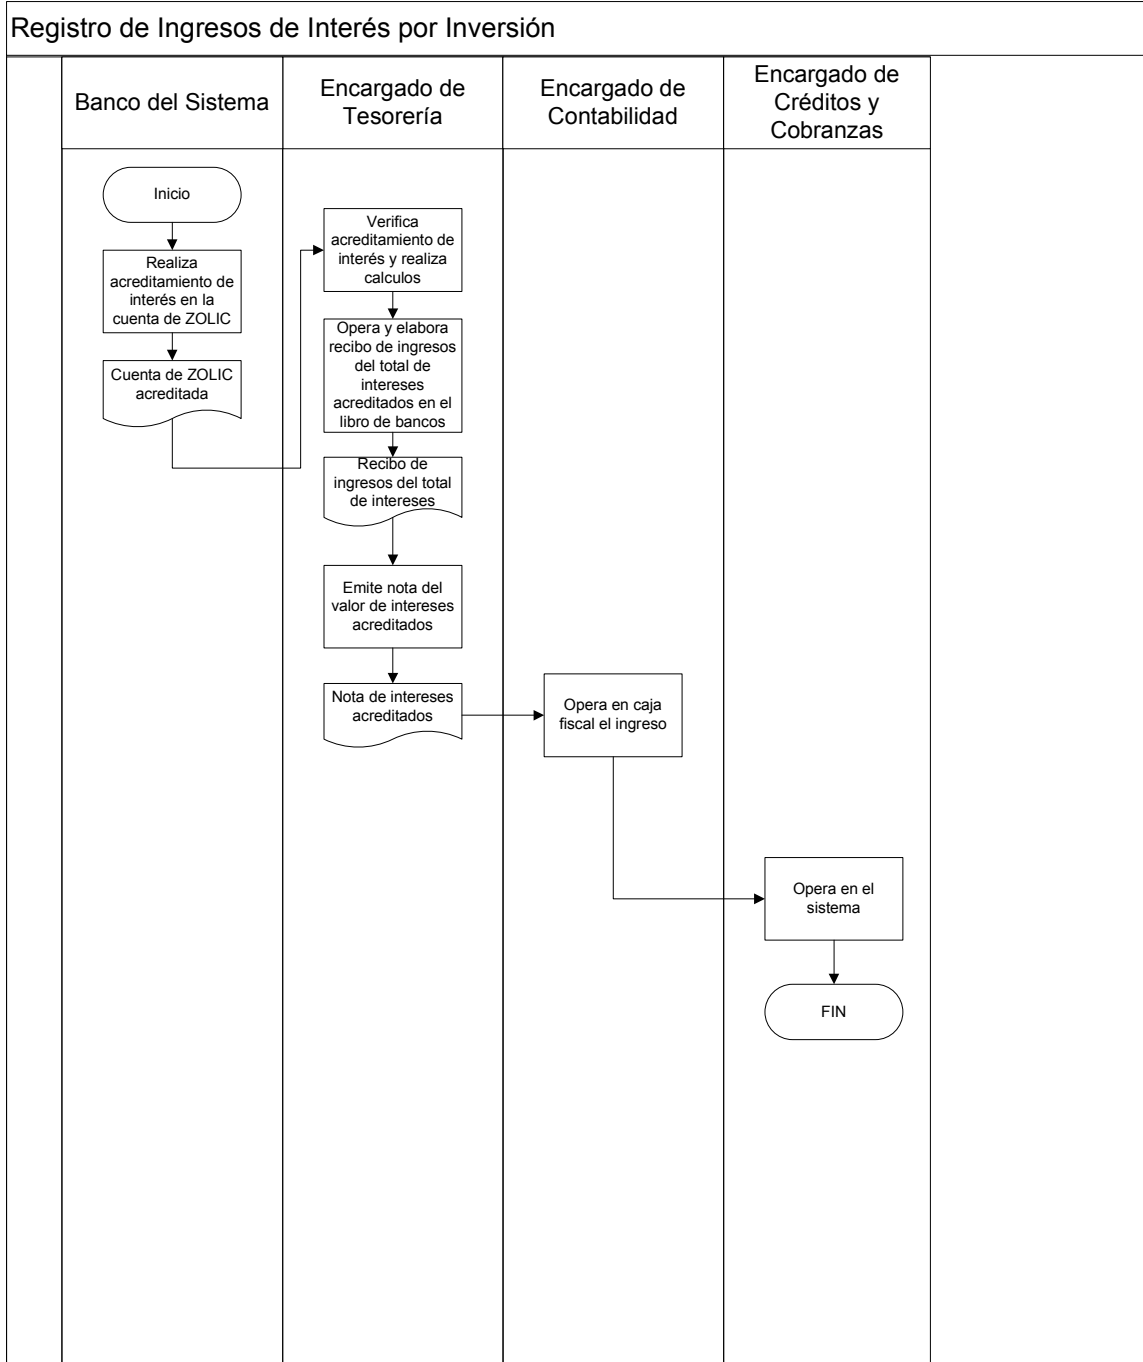 Registro de Ingresos de Interés por Inversión
Banco del Sistema
Encargado de
Tesorería
Encargado de
Contabilidad
Encargado de
Créditos y
Cobranzas
Inicio
Realiza
acreditamiento de
interés en la
cuenta de ZOLIC
Cuenta de ZOLIC
acreditada
Verifica
acreditamiento de
interés y realiza
calculos
Opera y elabora
recibo de ingresos
del total de
intereses
acreditados en el
libro de bancos
Recibo de
ingresos del total
de intereses
Emite nota del
valor de intereses
acreditados
Nota de intereses
acreditados
Opera en caja
fiscal el ingreso
Opera en el
sistema
FIN